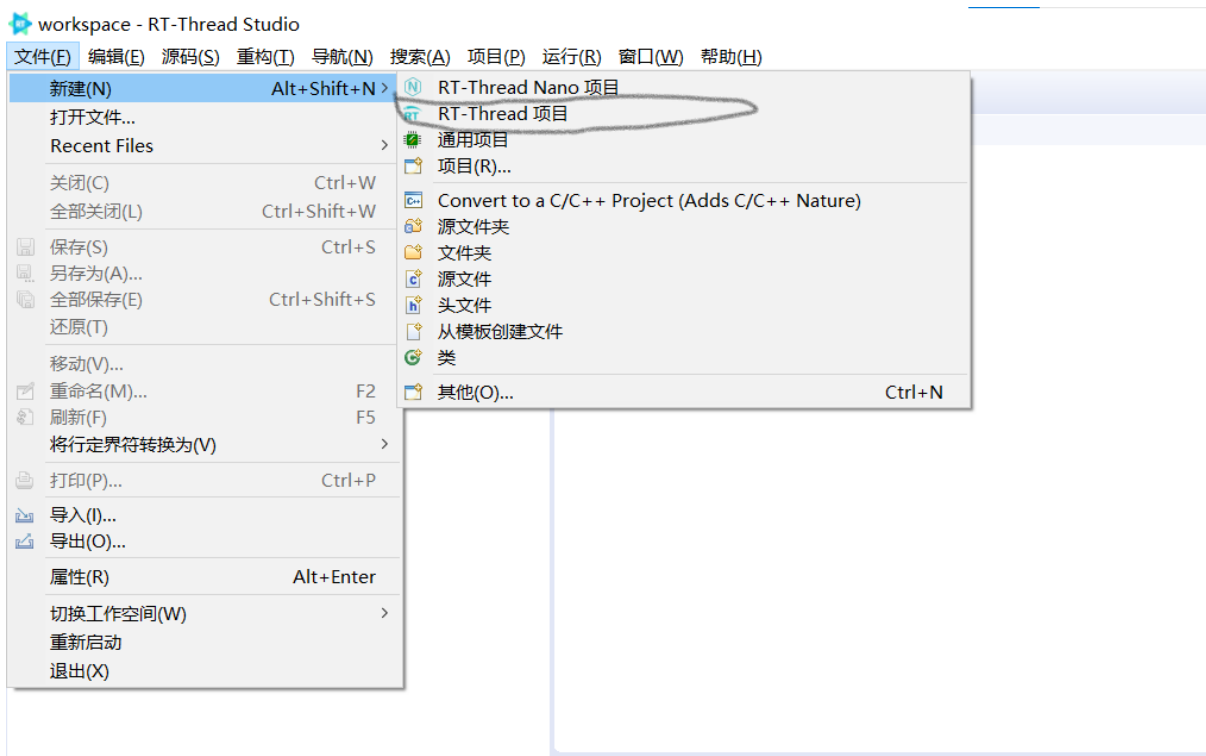 workspace - RT-Thread Studio
文件(F) 编辑(E) 源码(S) 重构(T) 导航(N) 搜索(A) 项目(P) 运行(R) 窗口(W) 帮助(H)
新建(N) Alt+Shift+N >
打开文件...
Recent Files >
关闭(C) Ctrl+W
全部关闭(L) Ctrl+Shift+W
保存(S) Ctrl+S
另存为(A)...
全部保存(E) Ctrl+Shift+S
还原(T)
移动(V)...
重命名(M)... F2
刷新(F) F5
将行定界符转换为(V) >
打印(P)... Ctrl+P
导入(I)...
导出(O)...
属性(R) Alt+Enter
切换工作空间(W) >
重新启动
退出(X)
RT-Thread Nano 项目
RT-Thread 项目
通用项目
项目(R)...
Convert to a C/C++ Project (Adds C/C++ Nature)
源文件夹
文件夹
源文件
头文件
从模板创建文件
类
其他(O)... Ctrl+N